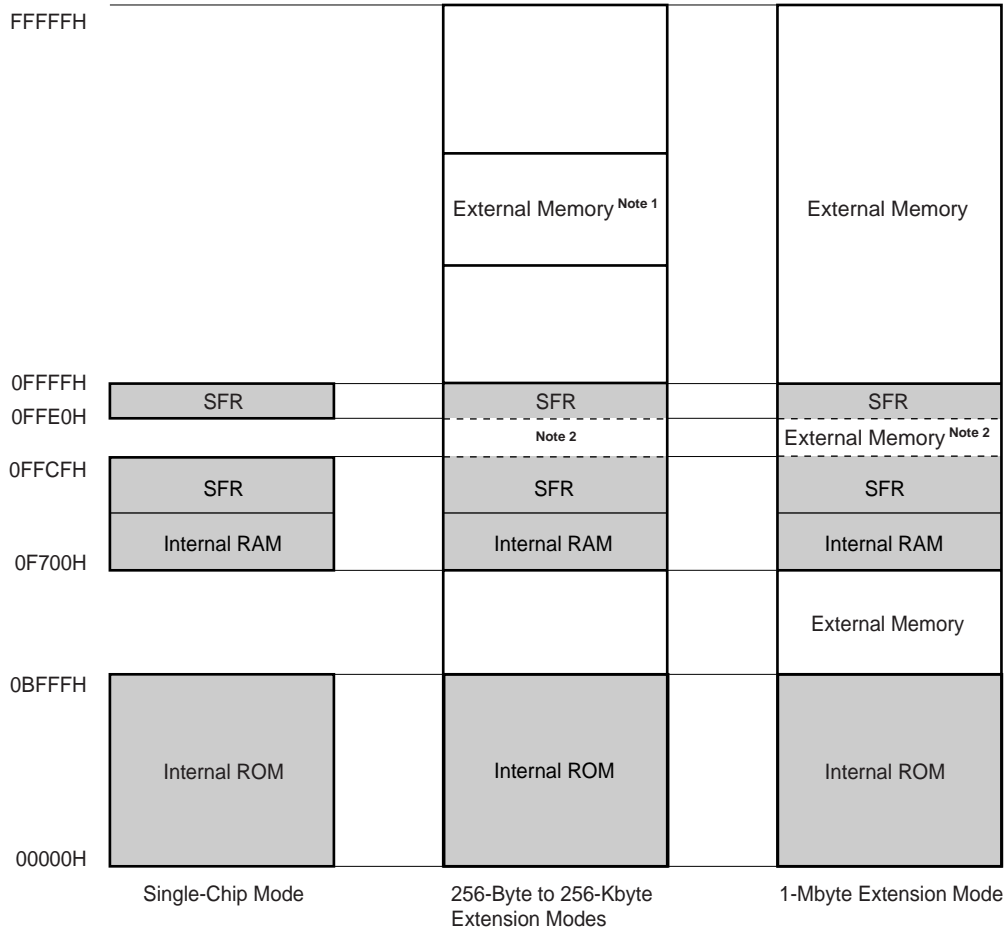 FFFFFH
External Memory Note 1
External Memory
0FFFFH
SFR
SFR
SFR
0FFE0H
Note 2
External Memory Note 2
0FFCFH
SFR
SFR
SFR
Internal RAM
Internal RAM
Internal RAM
0F700H
External Memory
0BFFFH
Internal ROM
Internal ROM
Internal ROM
00000H
Single-Chip Mode
256-Byte to 256-Kbyte
Extension Modes
1-Mbyte Extension Mode